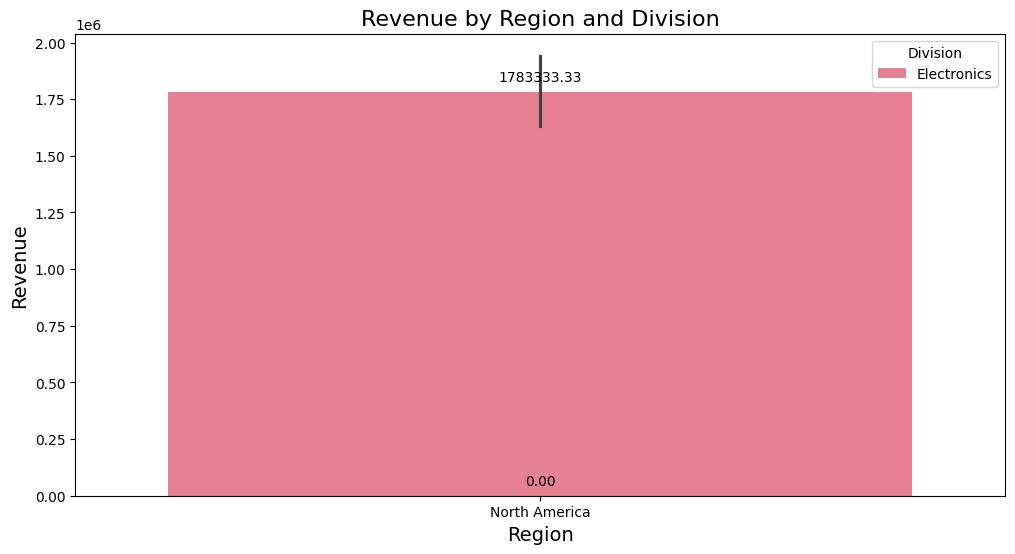 Revenue by Region and Division
1e6
2.00
1.75
1.50
1.25
1.00
0.75
0.50
0.25
0.00
Revenue
1783333.33
0.00
Division
Electronics
North America
Region